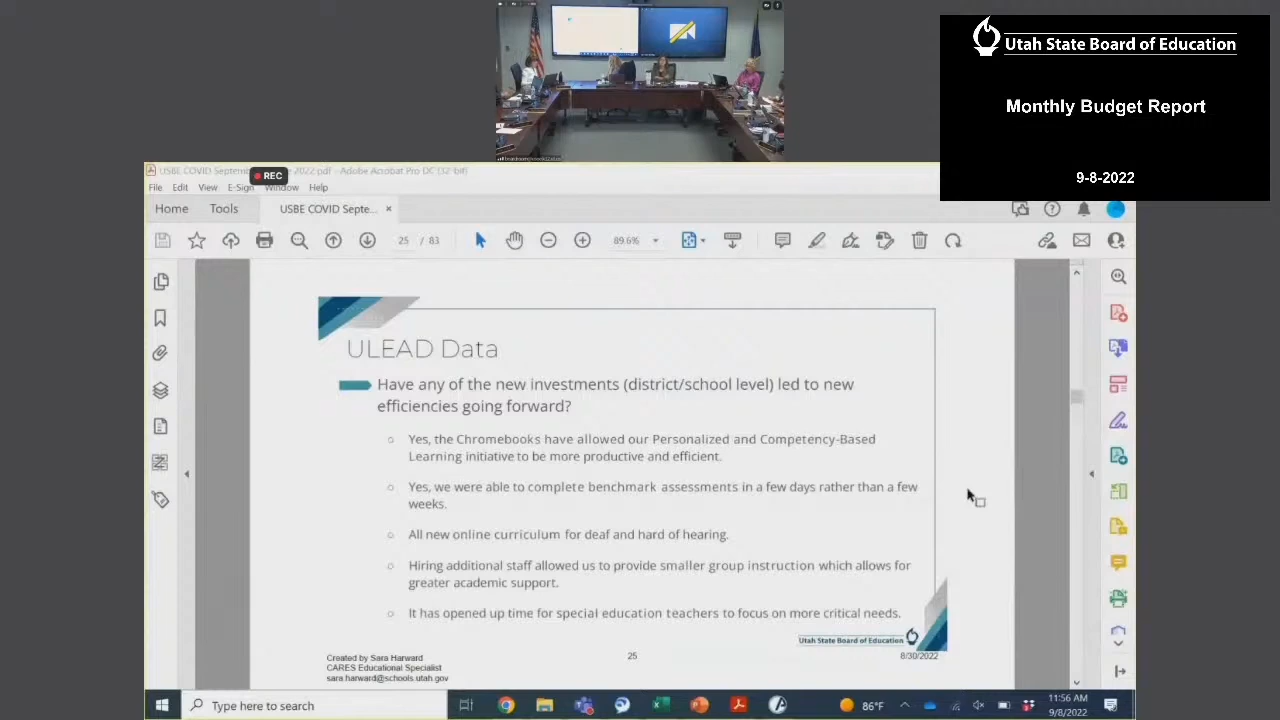 Utah State Board of Education
Monthly Budget Report
9-8-2022
REC
File Edit View E-Sign Window Help
Home Tools USBE COVID Septe... ×
25 / 83 89.6%
ULEAD Data
Have any of the new investments (district/school level) led to new
efficiencies going forward?
Yes, the Chromebooks have allowed our Personalized and Competency-Based
Learning initiative to be more productive and efficient.
Yes, we were able to complete benchmark assessments in a few days rather than a few
weeks.
All new online curriculum for deaf and hard of hearing.
Hiring additional staff allowed us to provide smaller group instruction which allows for
greater academic support.
It has opened up time for special education teachers to focus on more critical needs.
Utah State Board of Education
Created by Sara Harward
CARES Educational Specialist
sara.harward@schools.utah.gov
25
8/30/2022
Type here to search
86°F
11:56 AM
9/8/2022